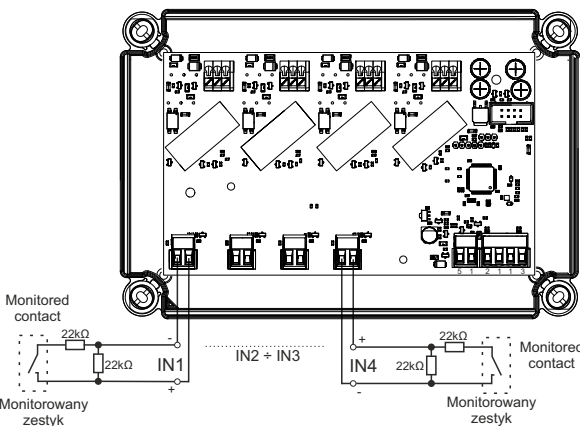 5 1 2 1 1 3
Monitored
contact
22kΩ
22kΩ
-
+
IN1
Monitorowany
zestyk
IN2 ÷ IN3
+
-
IN4
22kΩ
22kΩ
Monitored
contact
Monitorowany
zestyk